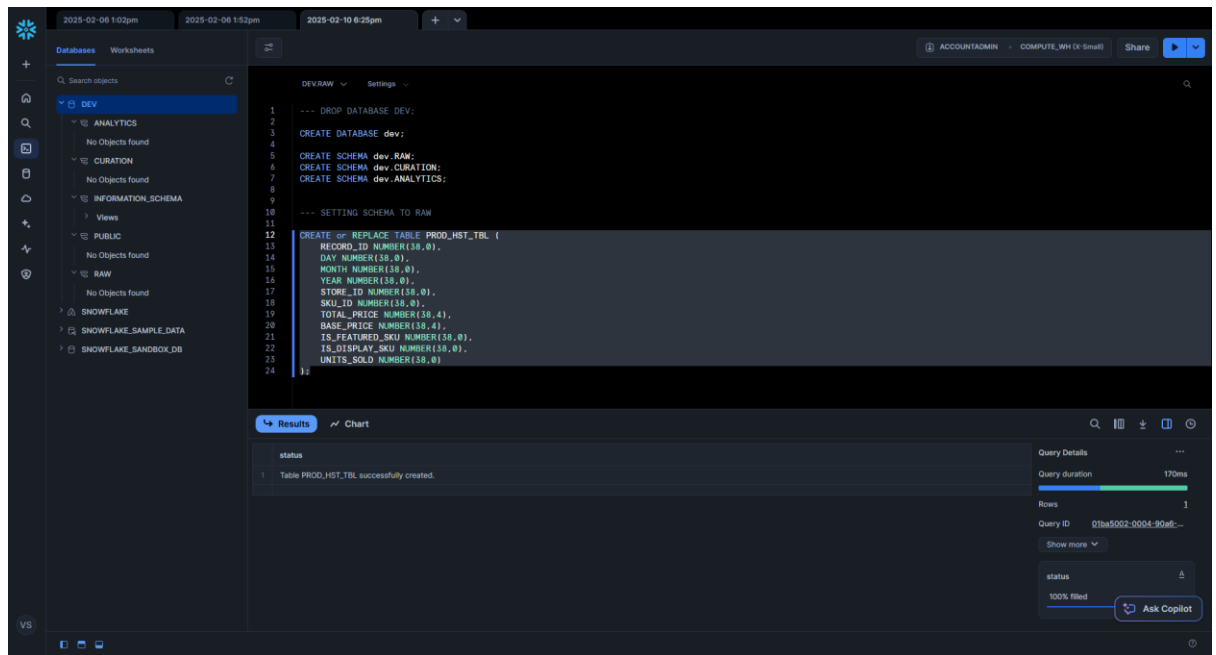 2025-02-06 1:02pm
2025-02-06 1:52pm
2025-02-10 6:25pm
Databases
Worksheets
ACCOUNTADMIN
COMPUTE_WH (X-Small)
Share
Search objects
DEV
ANALYTICS
No Objects found
CURATION
No Objects found
INFORMATION_SCHEMA
Views
PUBLIC
No Objects found
RAW
No Objects found
SNOWFLAKE
SNOWFLAKE_SAMPLE_DATA
SNOWFLAKE_SANDBOX_DB
VS
DEV.RAW
Settings
1 --- DROP DATABASE DEV;
2
3 CREATE DATABASE dev;
4
5 CREATE SCHEMA dev.RAW;
6 CREATE SCHEMA dev.CURATION;
7 CREATE SCHEMA dev.ANALYTICS;
8
9
10 --- SETTING SCHEMA TO RAW
11
12 CREATE or REPLACE TABLE PROD_HST_TBL (
13 RECORD_ID NUMBER(38,0),
14 DAY NUMBER(38,0),
15 MONTH NUMBER(38,0),
16 YEAR NUMBER(38,0),
17 STORE_ID NUMBER(38,0),
18 SKU_ID NUMBER(38,0),
19 TOTAL_PRICE NUMBER(38,4),
20 BASE_PRICE NUMBER(38,4),
21 IS_FEATURED_SKU NUMBER(38,0),
22 IS_DISPLAY_SKU NUMBER(38,0),
23 UNITS_SOLD NUMBER(38,0)
24 );
Results
Chart
status
1 Table PROD_HST_TBL successfully created.
Query Details
Query duration 170ms
Rows 1
Query ID 01ba5002-0004-90a6-...
Show more
status
100% filled
Ask Copilot